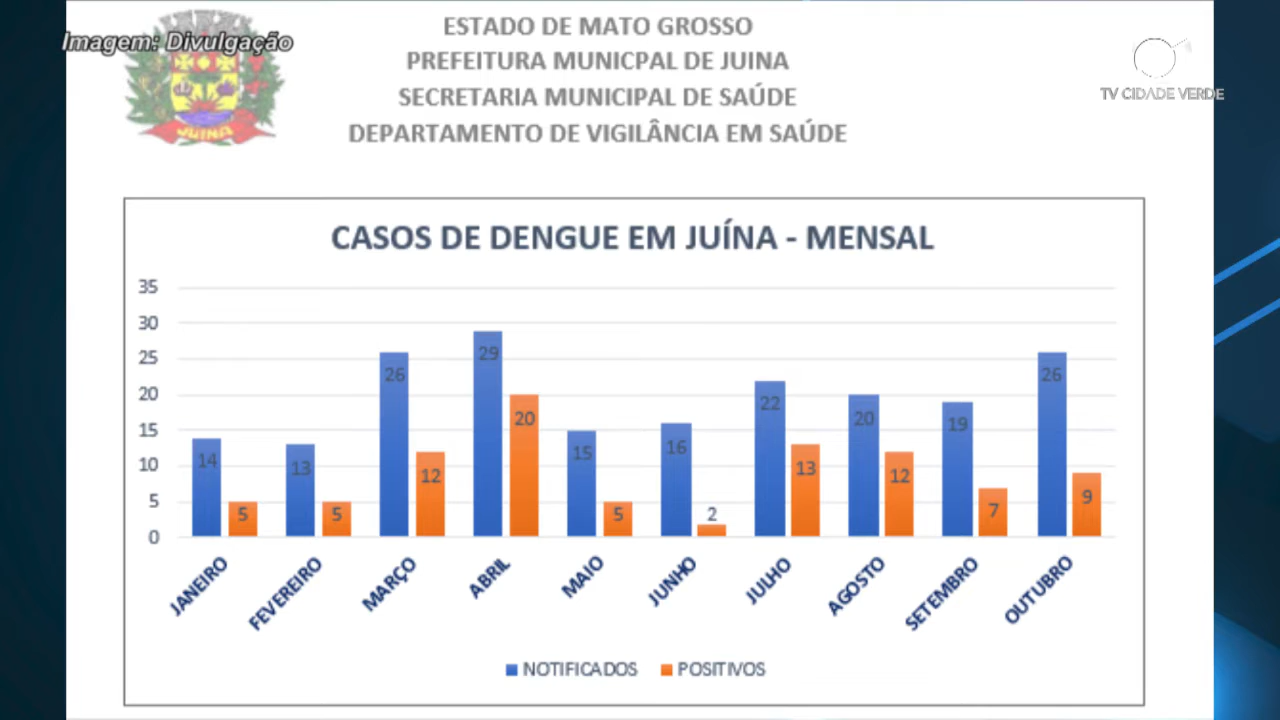 Imagem: Divulgação
ESTADO DE MATO GROSSO
PREFEITURA MUNICPAL DE JUINA
SECRETARIA MUNICIPAL DE SAÚDE
DEPARTAMENTO DE VIGILÂNCIA EM SAÚDE
JUINA
TV CIDADE VERDE
CASOS DE DENGUE EM JUÍNA - MENSAL
35
30
25
20
15
10
5
0
14 5 13 5 26 12 29 20 15 5 16 2 22 13 20 12 19 7 26 9
JANEIRO FEVEREIRO MARÇO ABRIL MAIO JUNHO JULHO AGOSTO SETEMBRO OUTUBRO
NOTIFICADOS POSITIVOS